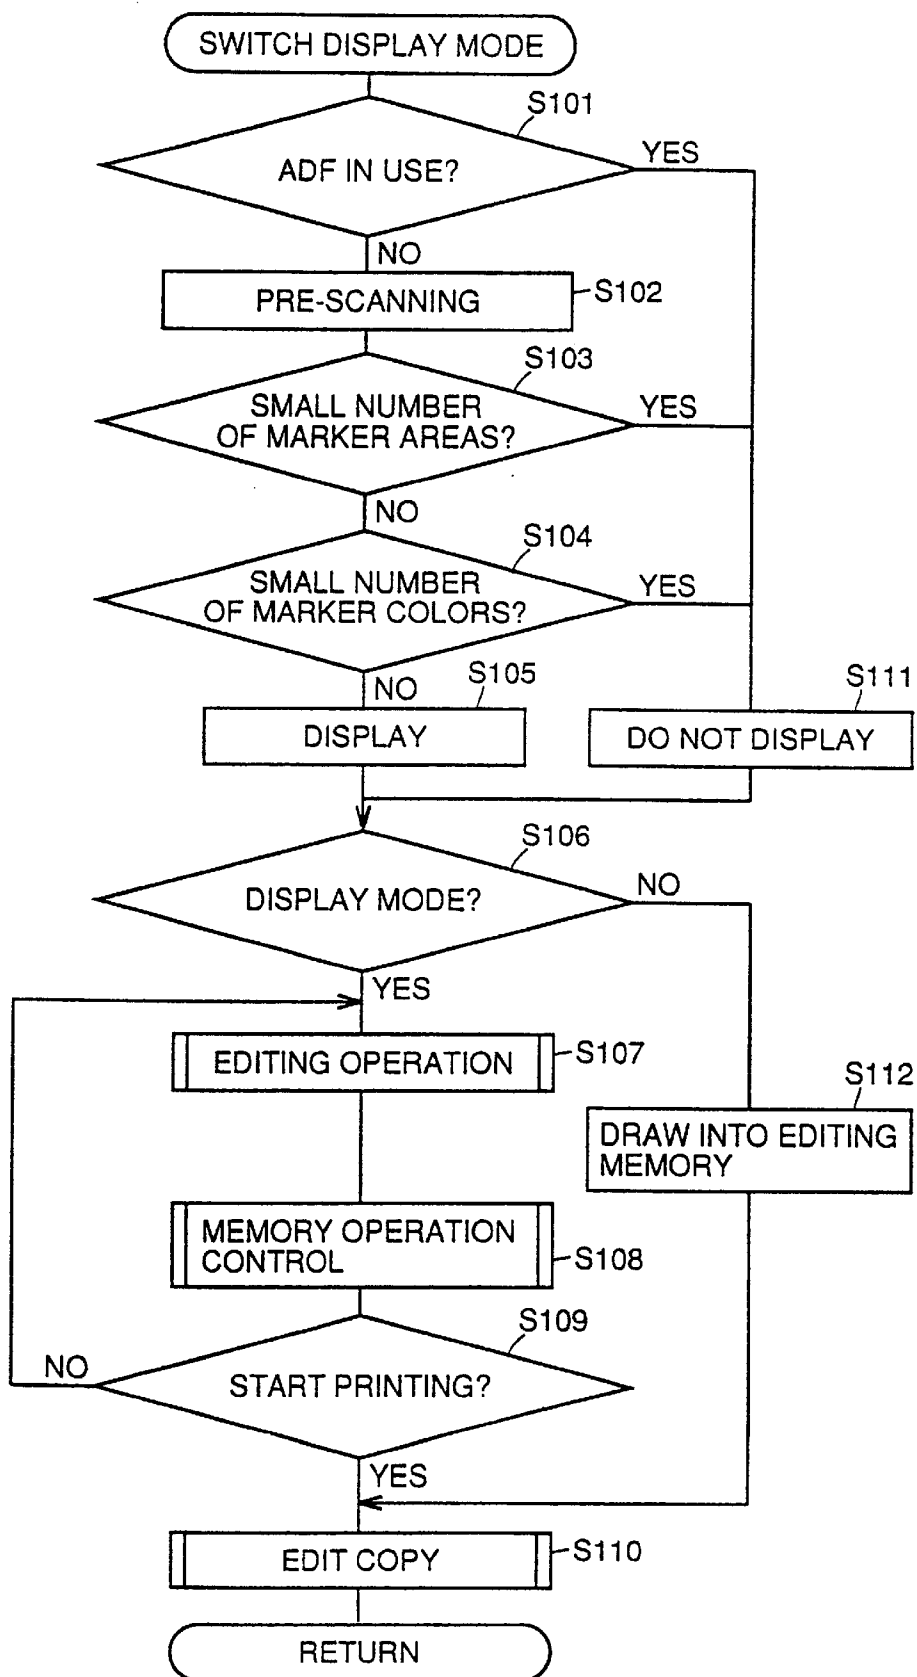 SWITCH DISPLAY MODE
S101
ADF IN USE?
YES
NO
PRE-SCANNING
S102
S103
SMALL NUMBER
OF MARKER AREAS?
YES
NO
S104
SMALL NUMBER
OF MARKER COLORS?
YES
NO
S105
S111
DISPLAY
DO NOT DISPLAY
S106
DISPLAY MODE?
NO
YES
EDITING OPERATION
S107
S112
DRAW INTO EDITING
MEMORY
MEMORY OPERATION
CONTROL
S108
S109
START PRINTING?
NO
YES
EDIT COPY
S110
RETURN